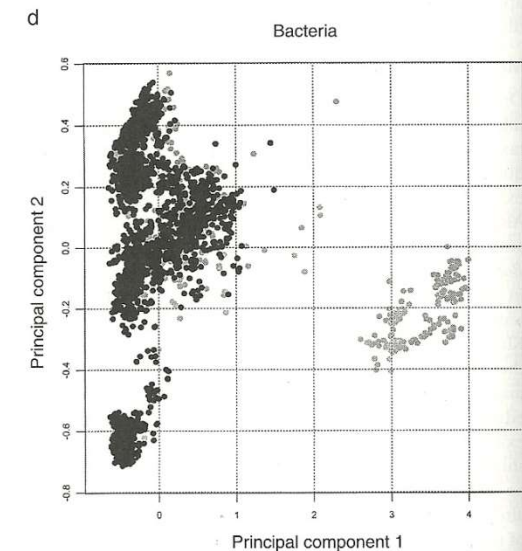 d
Bacteria
0.6
0.4
0.2
0.0
-0.2
-0.4
-0.6
-0.8
Principal component 2
0 1 2 3 4
Principal component 1